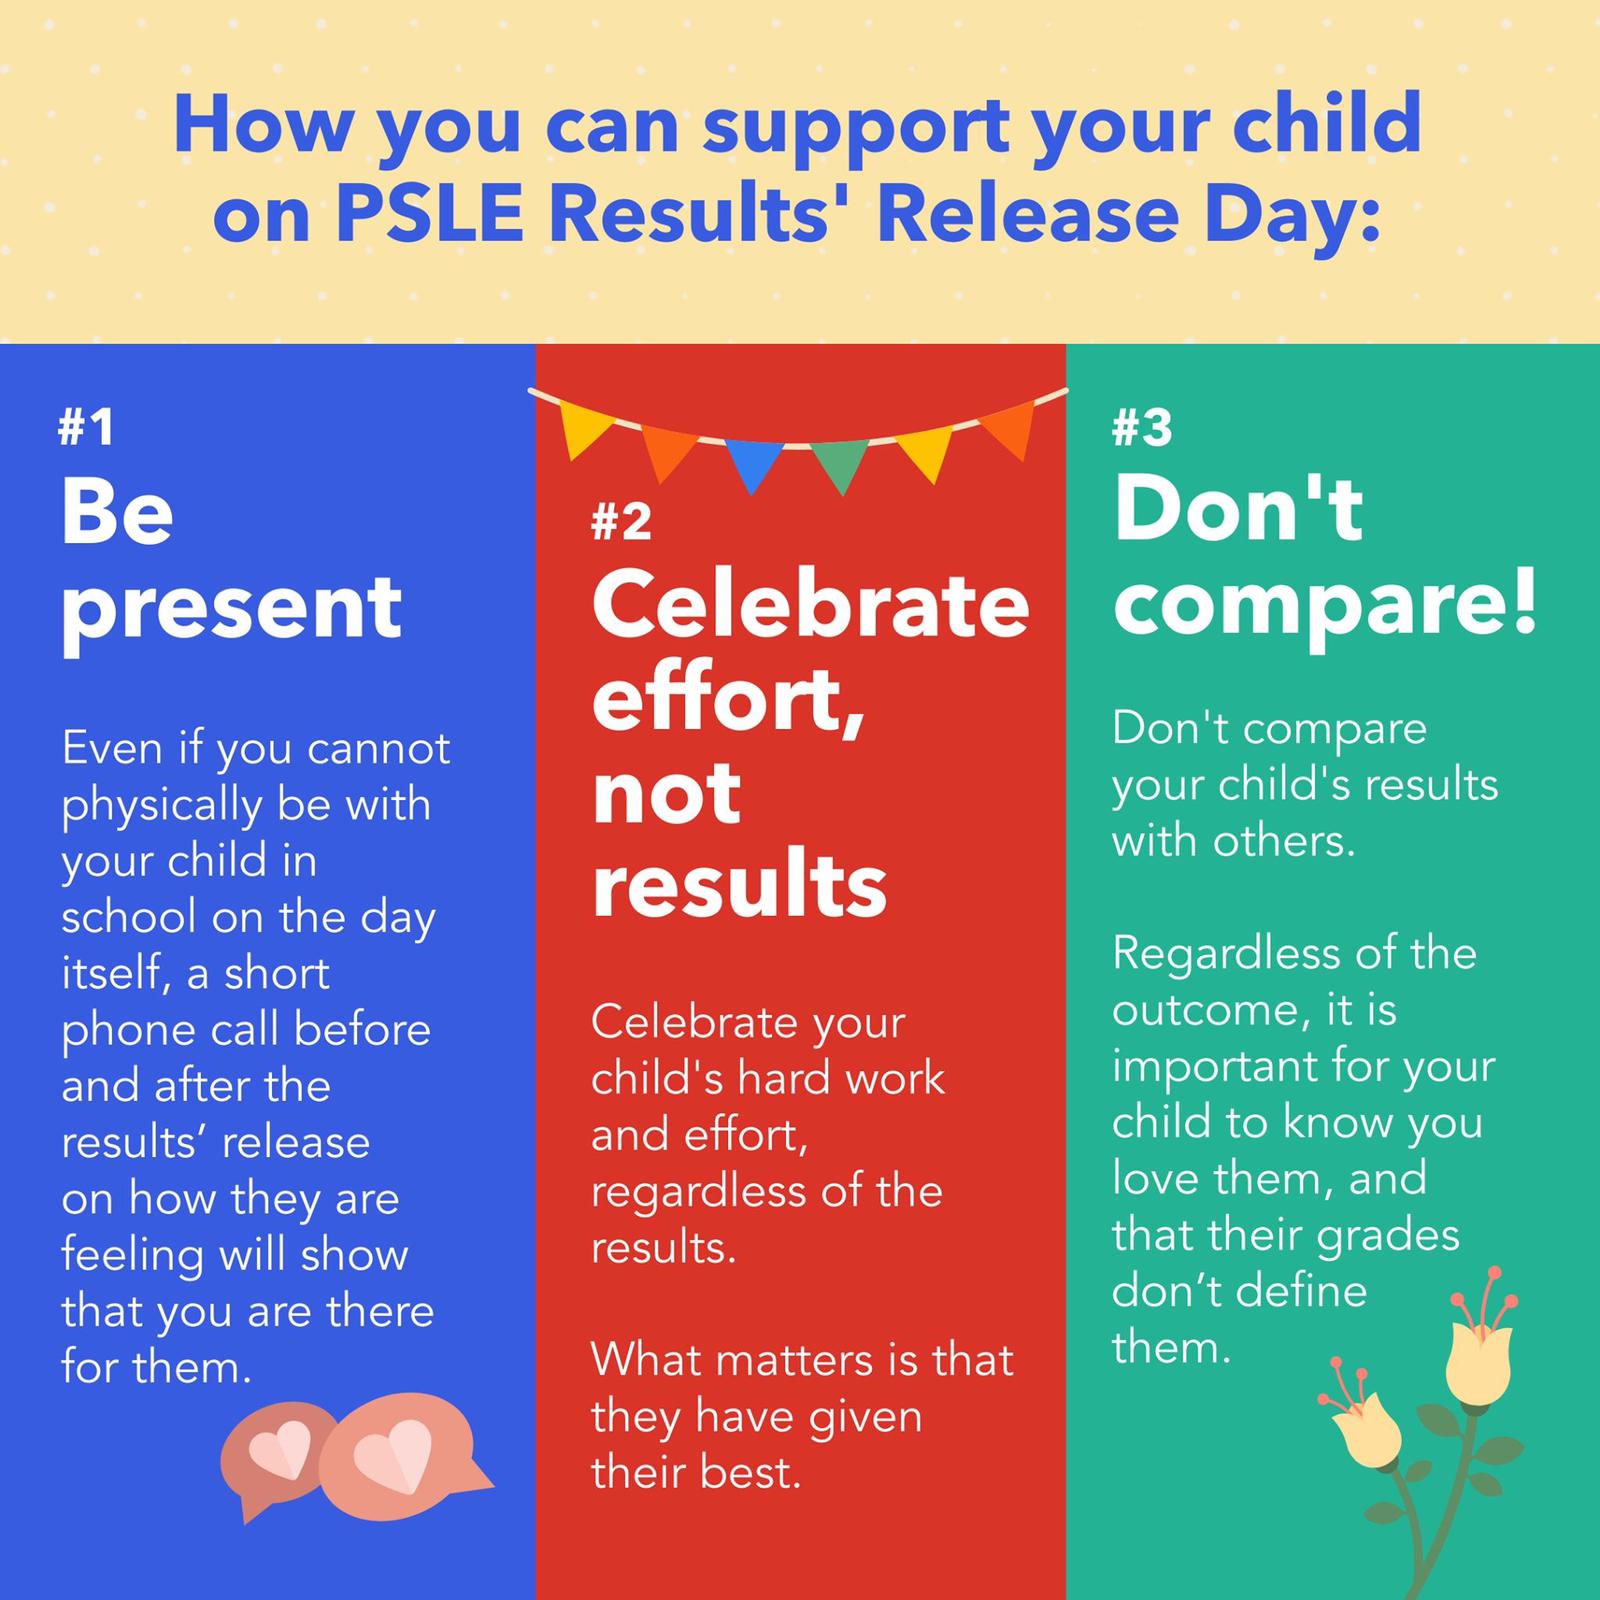 How you can support your child
on PSLE Results' Release Day:
#1
Be
present
Even if you cannot
physically be with
your child in
school on the day
itself, a short
phone call before
and after the
results’ release
on how they are
feeling will show
that you are there
for them.
#2
Celebrate
effort,
not
results
Celebrate your
child's hard work
and effort,
regardless of the
results.
What matters is that
they have given
their best.
#3
Don't
compare!
Don't compare
your child's results
with others.
Regardless of the
outcome, it is
important for your
child to know you
love them, and
that their grades
don’t define
them.